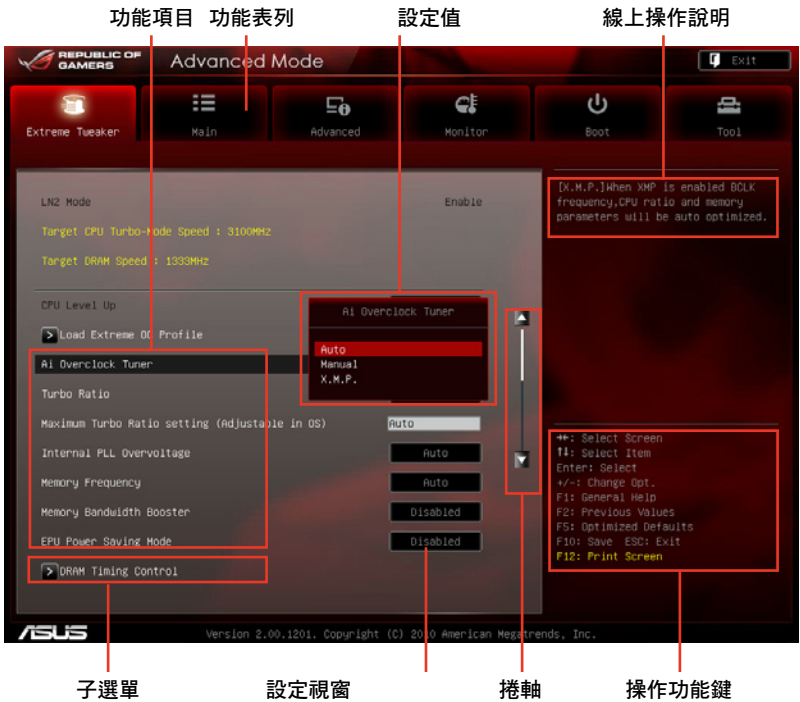 功能項目 功能表列 設定值 線上操作說明
REPUBLIC OF
GAMERS
Advanced Mode
Exit
Extreme Tweaker Main Advanced Monitor Boot Tool
LN2 Mode Enable
Target CPU Turbo-Mode Speed : 3100MHz
Target DRAM Speed : 1333MHz
CPU Level Up
Load Extreme OC Profile
Ai Overclock Tuner
Turbo Ratio
Maximum Turbo Ratio setting (Adjustable in OS) Auto
Internal PLL Overvoltage Auto
Memory Frequency Auto
Memory Bandwidth Booster Disabled
EPU Power Saving Mode Disabled
DRAM Timing Control
Ai Overclock Tuner
Auto
Manual
X.M.P.
[X.M.P.]When XMP is enabled BCLK
frequency,CPU ratio and memory
parameters will be auto optimized.
→←: Select Screen
↑↓: Select Item
Enter: Select
+/-: Change Opt.
F1: General Help
F2: Previous Values
F5: Optimized Defaults
F10: Save ESC: Exit
F12: Print Screen
ASUS
Version 2.00.1201. Copyright (C) 2010 American Megatrends, Inc.
子選單 設定視窗 捲軸 操作功能鍵